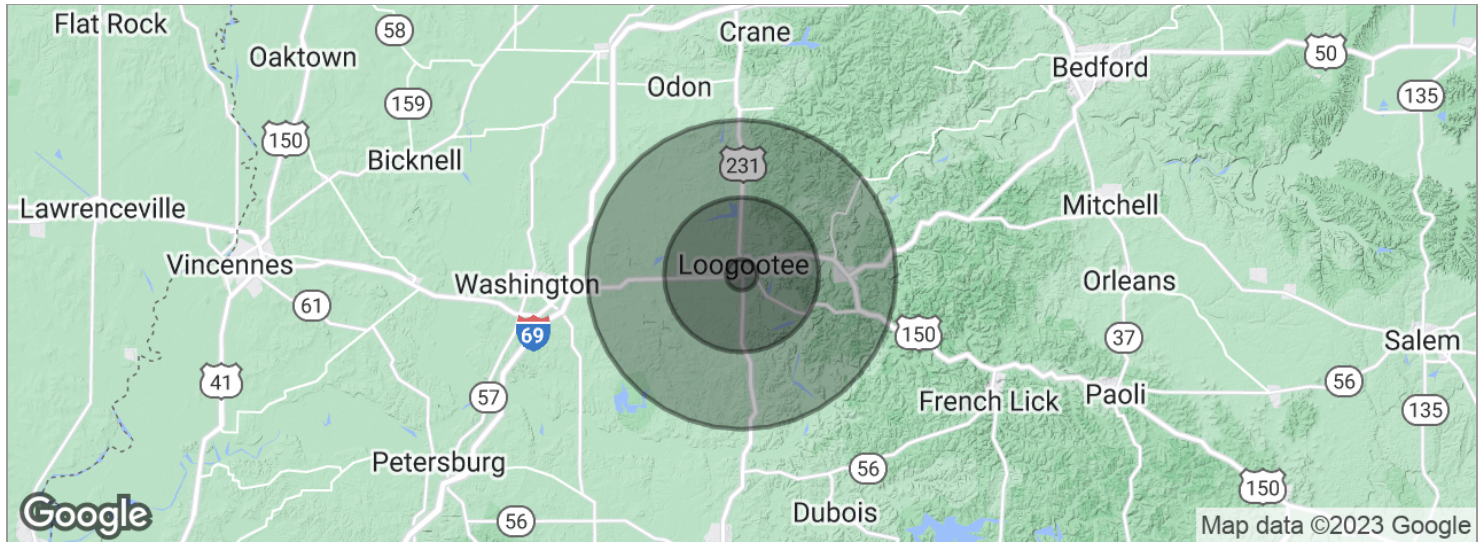 Flat Rock
58
Crane
50
Oaktown
Bedford
Odon
135
159
150
Bicknell
231
Lawrenceville
Mitchell
Vincennes
Loogootee
Washington
Orleans
61
69
150
37
Salem
41
57
French Lick
Paoli
56
135
Petersburg
56
150
Dubois
56
Google
Map data ©2023 Google